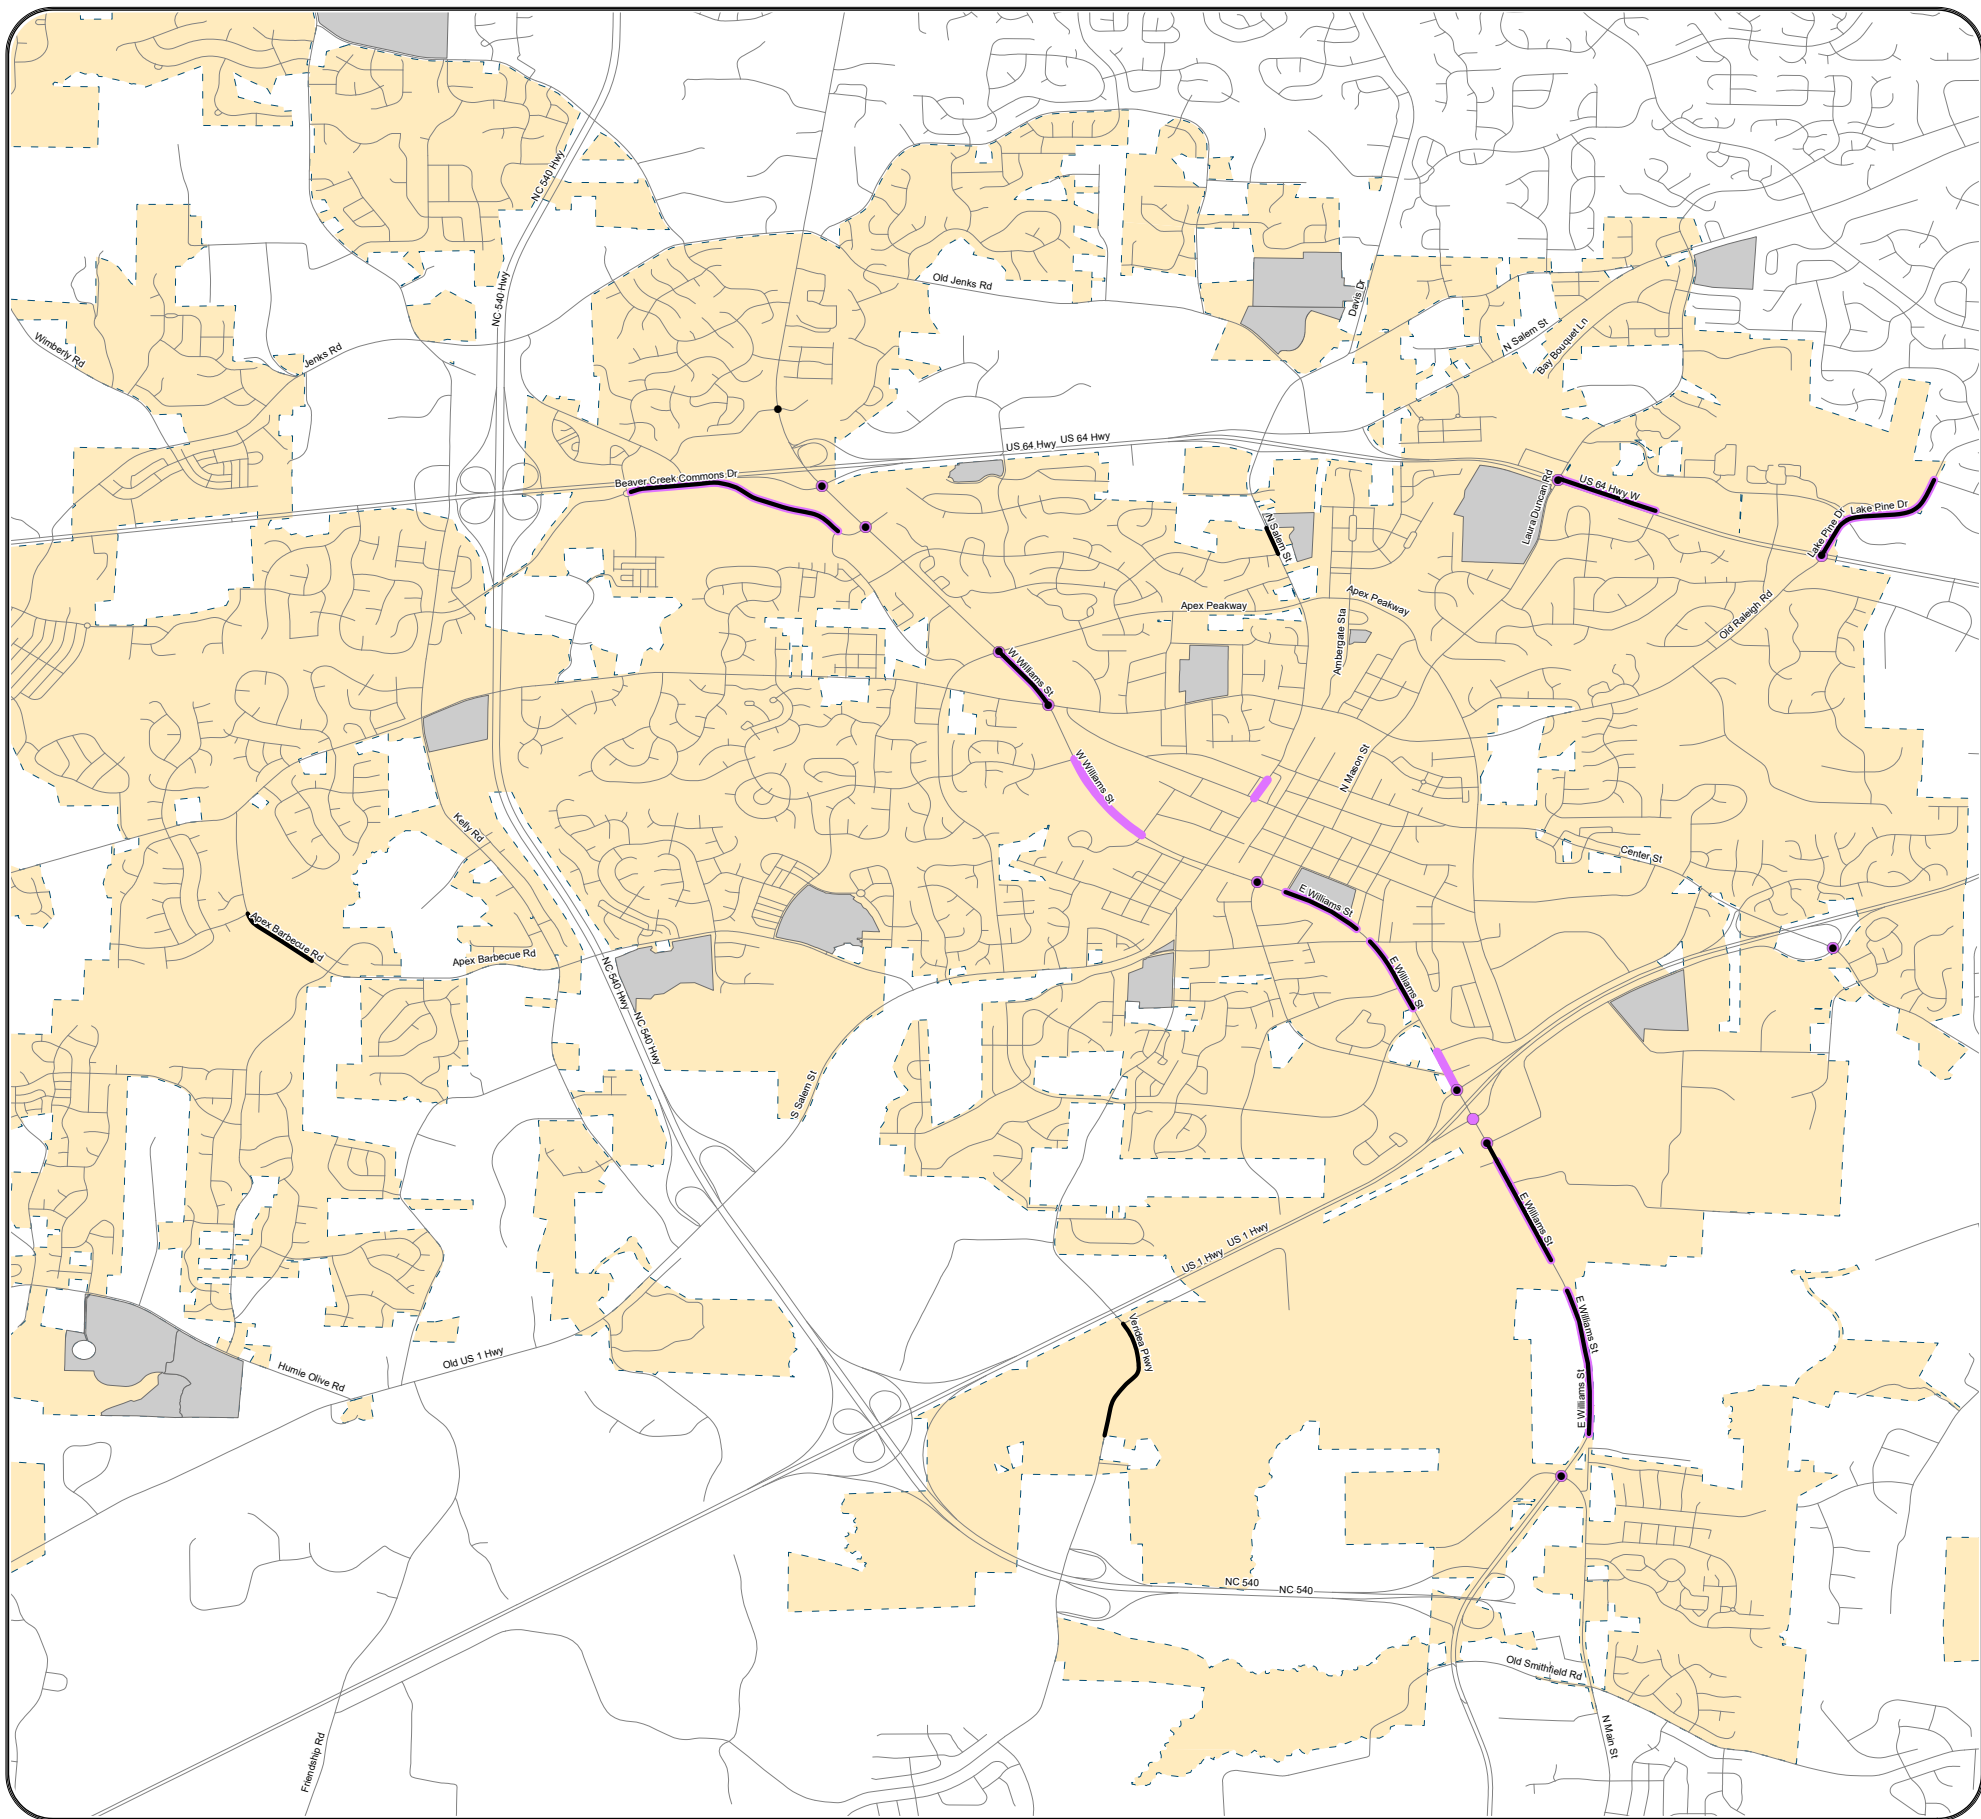 NC 540 Hwy
Old Jenks Rd
NC 540 Hwy
Davis Dr
N Salem St
Bay Bouquet Ln
Wimberly Rd
Jenks Rd
US 64 Hwy
US 64 Hwy
Beaver Creek Commons Dr
US 64 Hwy W
Laura Duncan Rd
Lake Pine Dr
Lake Pine Dr
N Salem St
Apex Peakway
Apex Peakway
Ambergate Sta
Old Raleigh Rd
W Williams St
W Williams St
N Mason St
Kelly Rd
Center St
E Williams St
Apex Barbecue Rd
Apex Barbecue Rd
NC 540 Hwy
E Williams St
NC 540 Hwy
S Salem St
E Williams St
US 1 Hwy
US 1 Hwy
E Williams St
Veridea Pkwy
Old US 1 Hwy
Humie Olive Rd
E Williams St
NC 540
NC 540
Old Smithfield Rd
N Main St
Friendship Rd